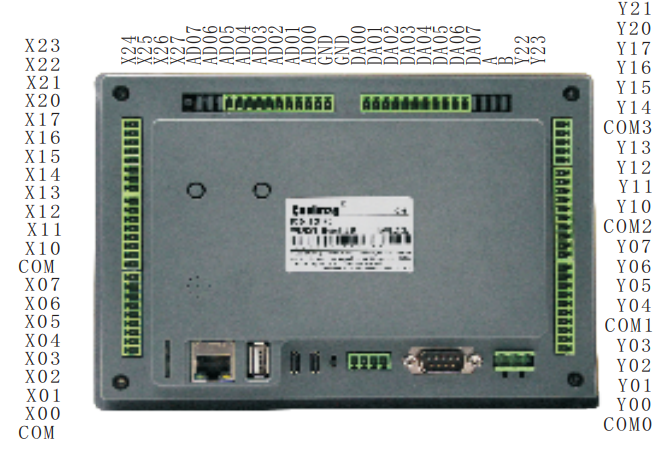 X24
X25
X26
X27
AD07
AD06
AD05
AD04
AD03
AD02
AD01
AD00
GND
GND
DA00
DA01
DA02
DA03
DA04
DA05
DA06
DA07
A
B
Y22
Y23
X23
X22
X21
X20
X17
X16
X15
X14
X13
X12
X11
X10
COM
X07
X06
X05
X04
X03
X02
X01
X00
COM
Y21
Y20
Y17
Y16
Y15
Y14
COM3
Y13
Y12
Y11
Y10
COM2
Y07
Y06
Y05
Y04
COM1
Y03
Y02
Y01
Y00
COM0